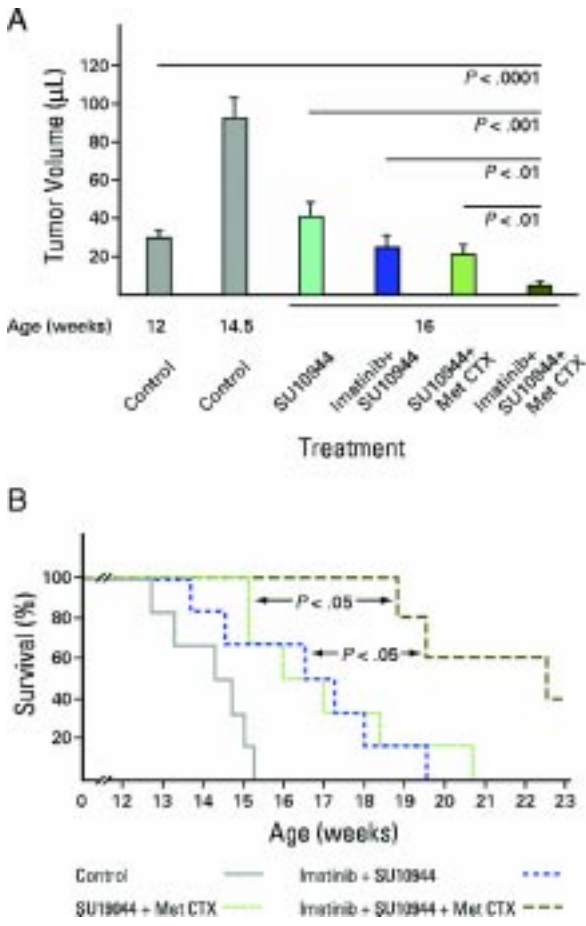 A
Tumor Volume (µL)
120
100
80
60
40
20
P < .0001
P < .001
P < .01
P < .01
Age (weeks) 12 14.5 16
Control
Control
SU10944
Imatinib+
SU10944
SU10944+
Met CTX
Imatinib+
SU10944+
Met CTX
Treatment
B
Survival (%)
100
80
60
40
20
P < .05
P < .05
0 12 13 14 15 16 17 18 19 20 21 22 23
Age (weeks)
Control Imatinib + SU10944
SU19044 + Met CTX Imatinib + SU10944 + Met CTX